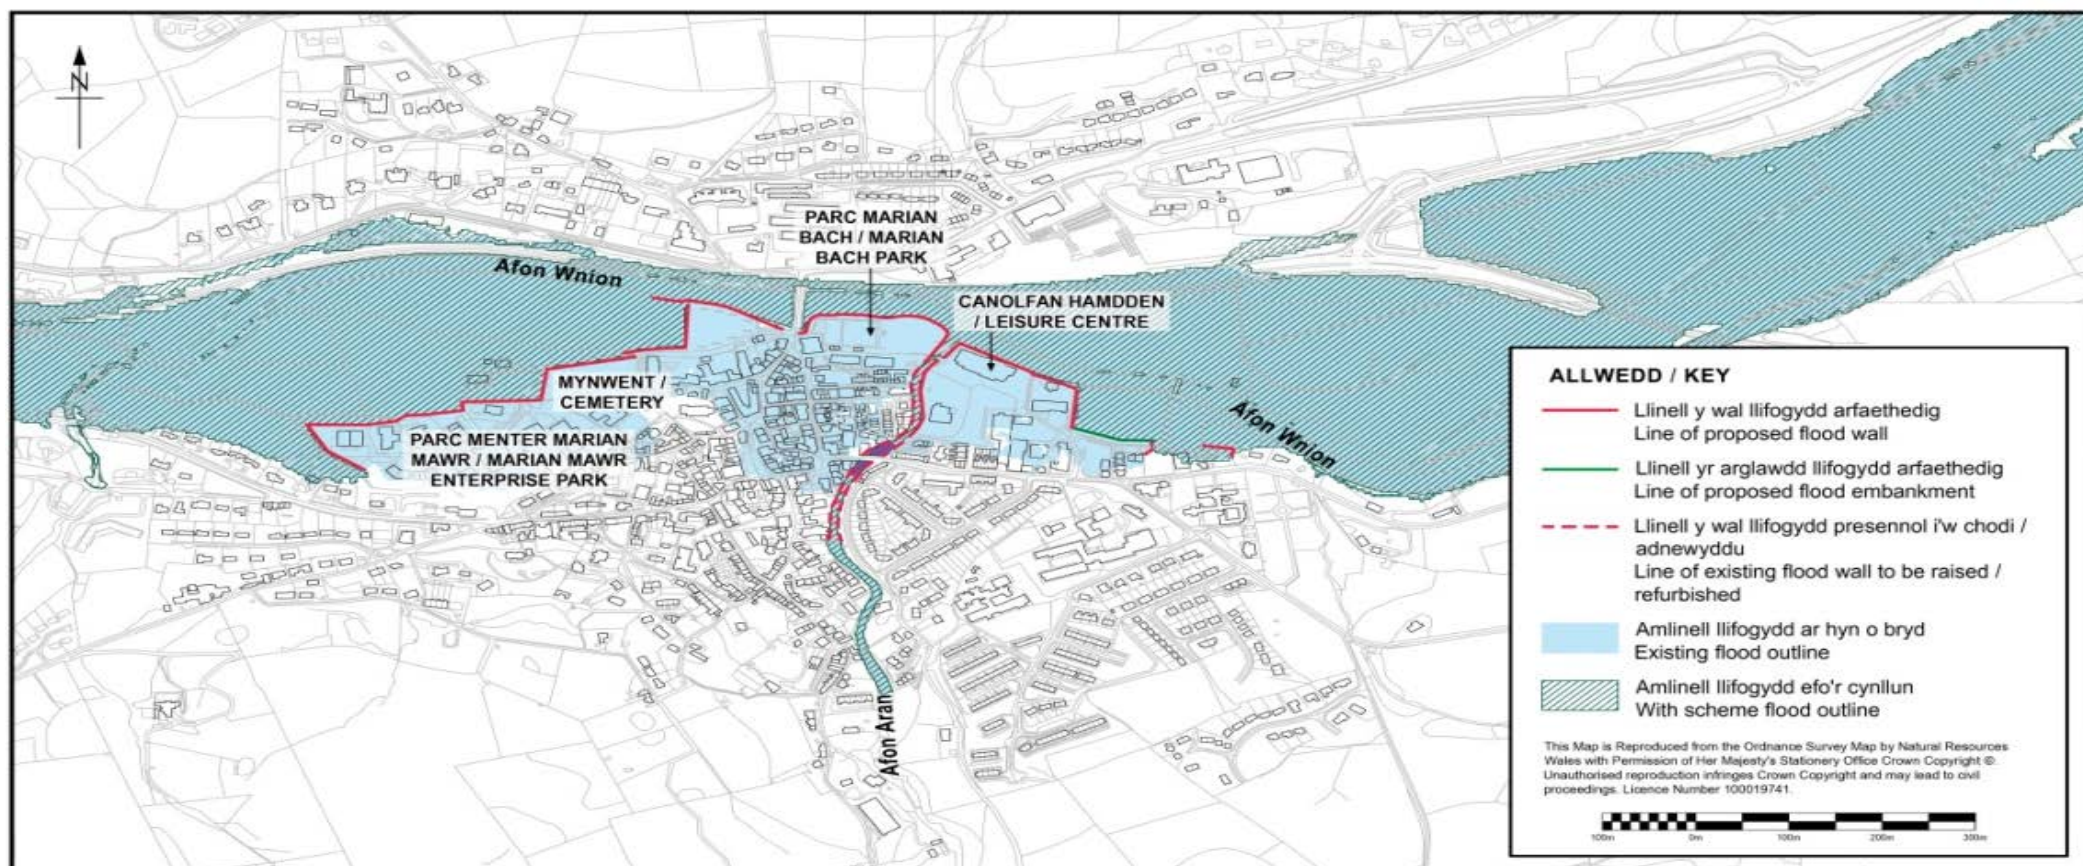 N
PARC MARIAN
BACH / MARIAN
BACH PARK
Afon Wnion
CANOLFAN HAMDDEN
/ LEISURE CENTRE
MYNWENT /
CEMETERY
PARC MENTER MARIAN
MAWR / MARIAN MAWR
ENTERPRISE PARK
Afon Wnion
Afon Aran
ALLWEDD / KEY
Llinell y wal llifogydd arfaethedig
Line of proposed flood wall
Llinell yr arglawdd llifogydd arfaethedig
Line of proposed flood embankment
Llinell y wal llifogydd presennol i'w chodi /
adnewyddu
Line of existing flood wall to be raised /
refurbished
Amlinell llifogydd ar hyn o bryd
Existing flood outline
Amlinell llifogydd efo'r cynllun
With scheme flood outline
This Map is Reproduced from the Ordnance Survey Map by Natural Resources
Wales with Permission of Her Majesty's Stationery Office Crown Copyright ©.
Unauthorised reproduction infringes Crown Copyright and may lead to civil
proceedings. Licence Number 100019741.
100m 0m 100m 200m 300m